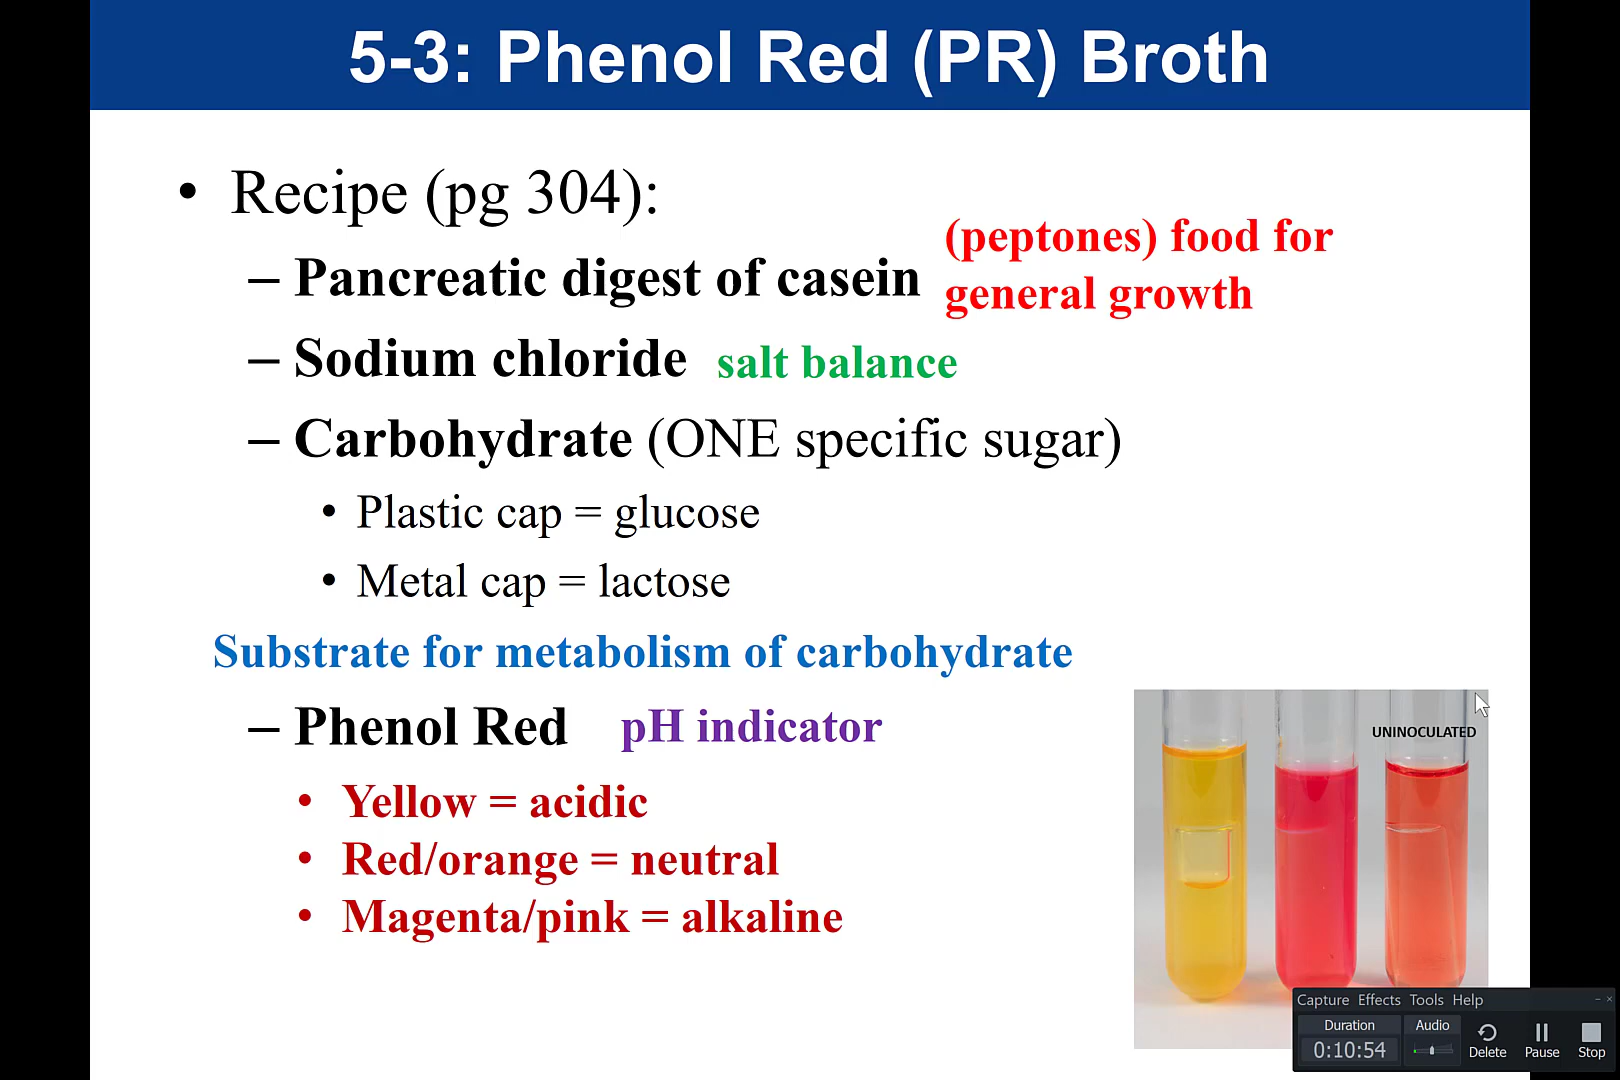 5-3: Phenol Red (PR) Broth
• Recipe (pg 304):
– Pancreatic digest of casein
(peptones) food for
general growth
– Sodium chloride salt balance
– Carbohydrate (ONE specific sugar)
• Plastic cap = glucose
• Metal cap = lactose
Substrate for metabolism of carbohydrate
– Phenol Red pH indicator
• Yellow = acidic
• Red/orange = neutral
• Magenta/pink = alkaline
UNINOCULATED
Capture Effects Tools Help
Duration Audio
0:10:54 Delete Pause Stop